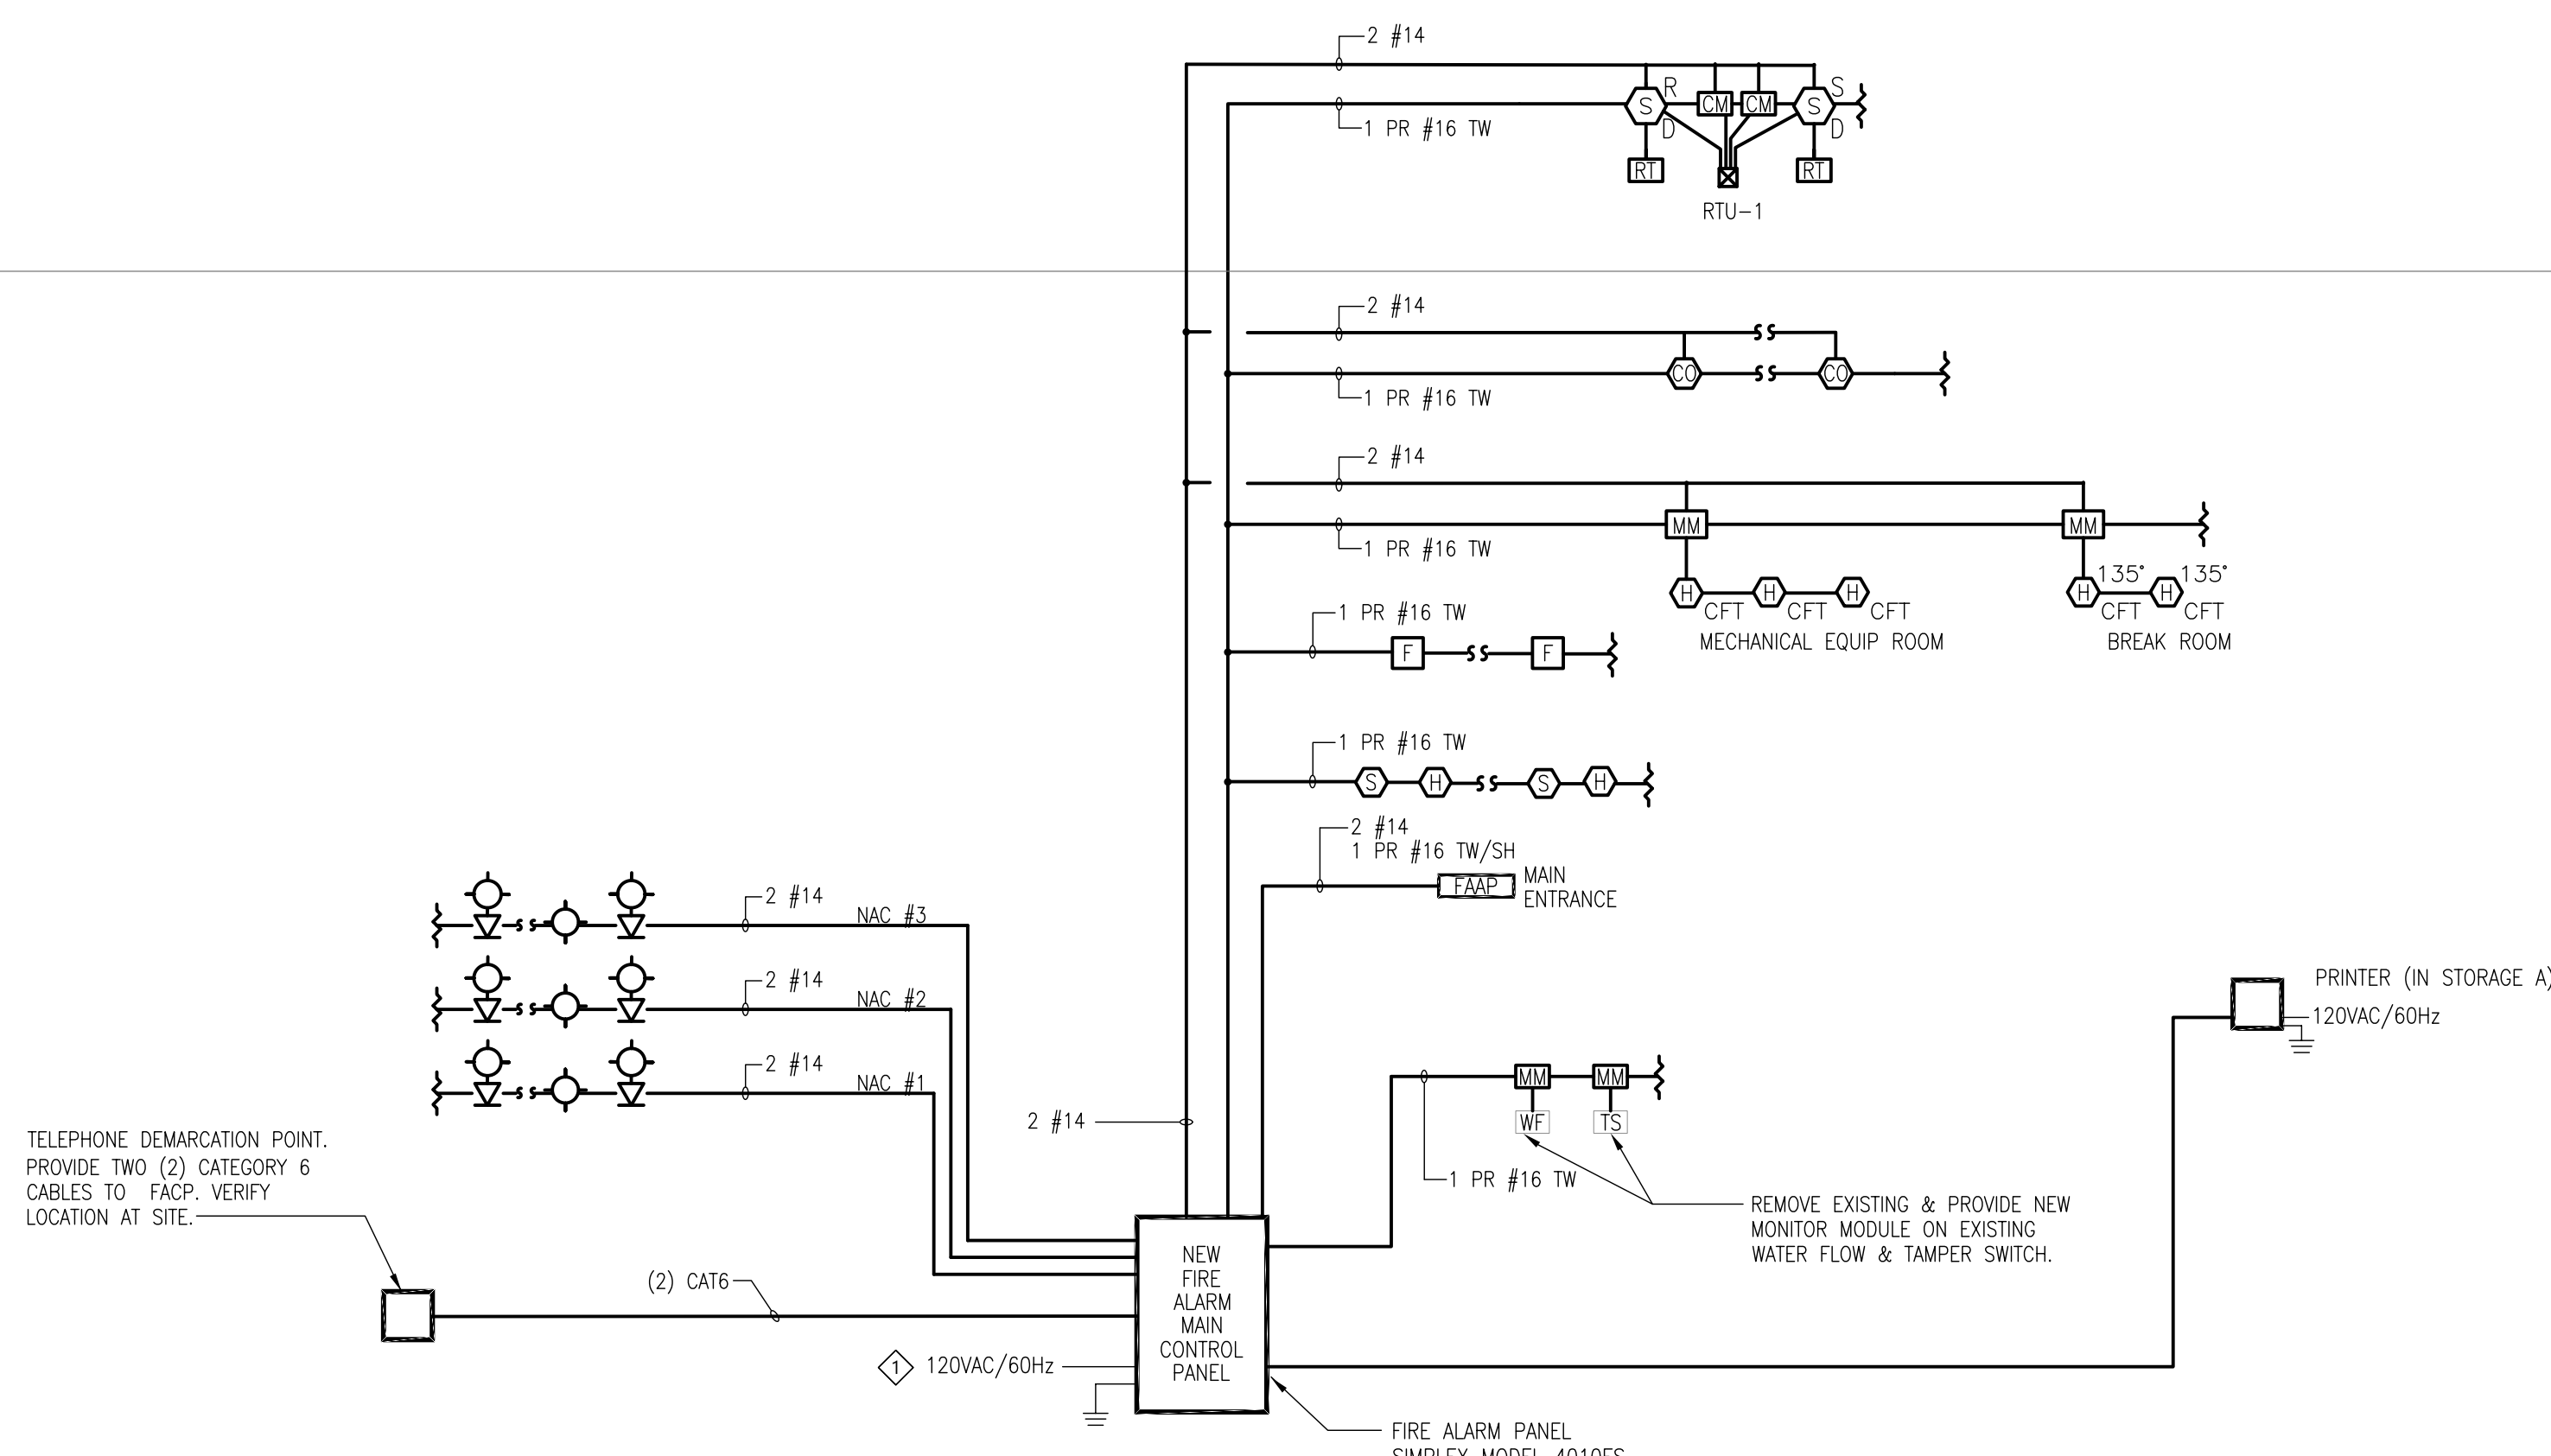 2 #14
1 PR #16 TW
S
R
D
CM
CM
S
S
D
RT
RT
RTU-1
2 #14
CO
CO
1 PR #16 TW
2 #14
MM
MM
1 PR #16 TW
H
CFT
H
CFT
H
CFT
H
135°
CFT
H
135°
CFT
MECHANICAL EQUIP ROOM
BREAK ROOM
1 PR #16 TW
F
F
1 PR #16 TW
S
H
S
H
2 #14
1 PR #16 TW/SH
FAAP
MAIN
ENTRANCE
2 #14
NAC #3
2 #14
NAC #2
2 #14
NAC #1
PRINTER (IN STORAGE A)
120VAC/60Hz
2 #14
MM
MM
WF
TS
1 PR #16 TW
REMOVE EXISTING & PROVIDE NEW
MONITOR MODULE ON EXISTING
WATER FLOW & TAMPER SWITCH.
TELEPHONE DEMARCATION POINT.
PROVIDE TWO (2) CATEGORY 6
CABLES TO FACP. VERIFY
LOCATION AT SITE.
(2) CAT6
NEW
FIRE
ALARM
MAIN
CONTROL
PANEL
1
120VAC/60Hz
FIRE ALARM PANEL
SIMPLEX MODEL 4010ES